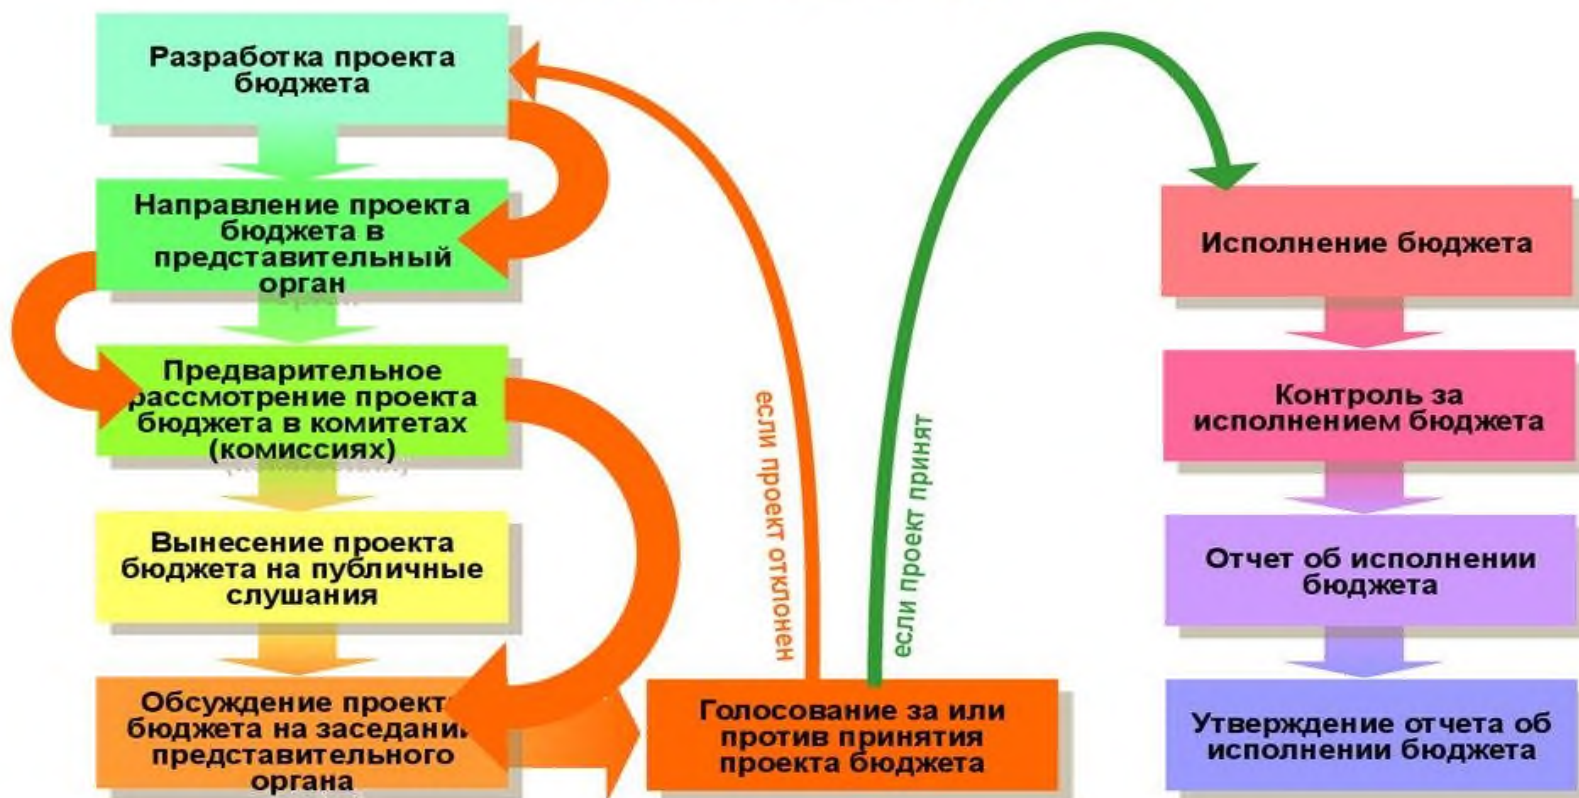 Разработка проекта
бюджета
Направление проекта
бюджета в
представительный
орган
Предварительное
рассмотрение проекта
бюджета в комитетах
(комиссиях)
Вынесение проекта
бюджета на публичные
слушания
Обсуждение проекта
бюджета на заседании
представительного
органа
если проект отклонен
если проект принят
Голосование за или
против принятия
проекта бюджета
Исполнение бюджета
Контроль за
исполнением бюджета
Отчет об исполнении
бюджета
Утверждение отчета об
исполнении бюджета